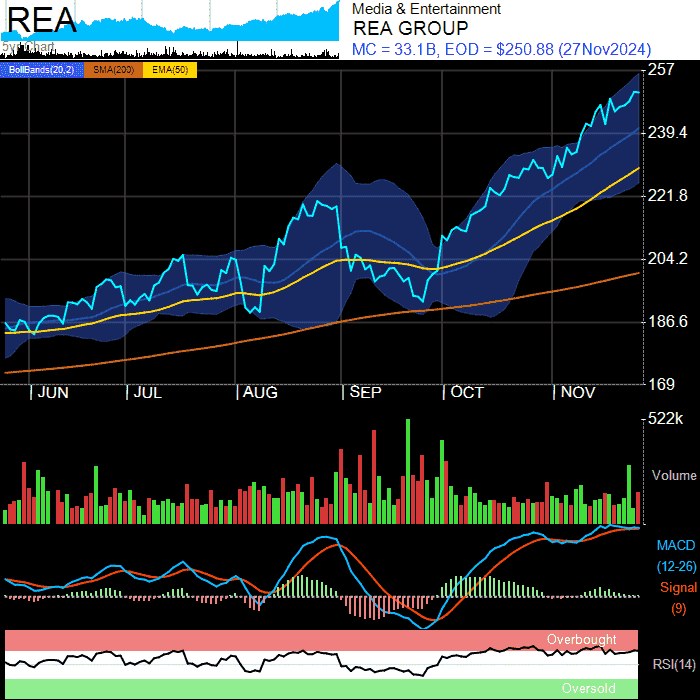 REA
Media & Entertainment
REA GROUP
MC = 33.1B, EOD = $250.88 (27Nov2024)
BollBands(20,2) SMA(200) EMA(50)
257
239.4
221.8
204.2
186.6
169
JUN JUL AUG SEP OCT NOV
522k
Volume
MACD
(12-26)
Signal
(9)
Overbought
RSI(14)
Oversold